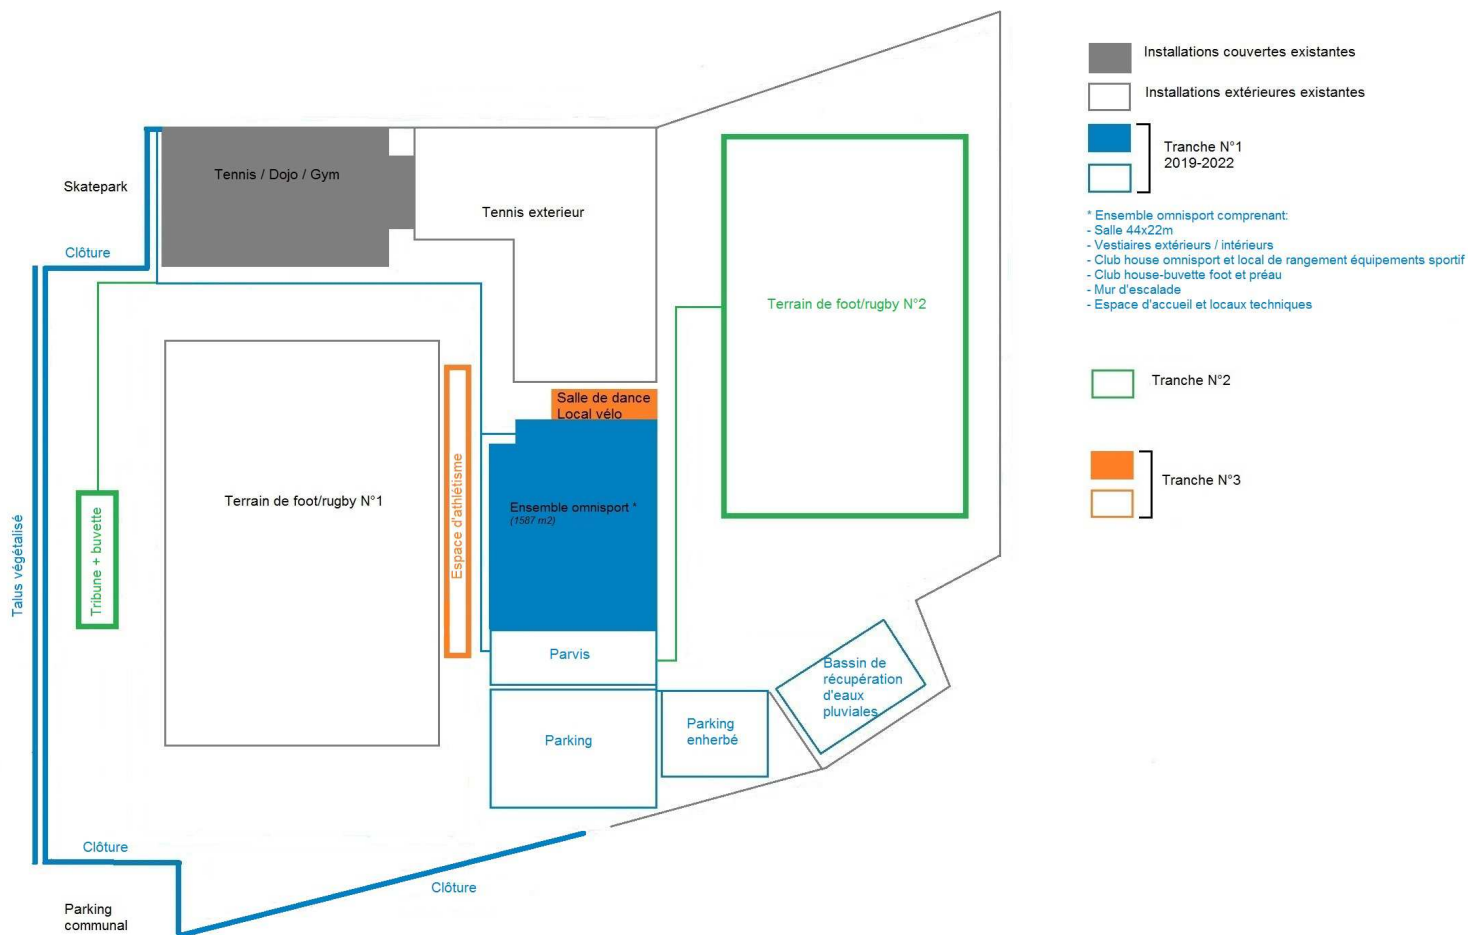 Installations couvertes existantes
Installations extérieures existantes
Tranche N°1
2019-2022
* Ensemble omnisport comprenant:
- Salle 44x22m
- Vestiaires extérieurs / intérieurs
- Club house omnisport et local de rangement équipements sportif
- Club house-buvette foot et préau
- Mur d'escalade
- Espace d'accueil et locaux techniques
Tranche N°2
Tranche N°3
Skatepark
Tennis / Dojo / Gym
Tennis exterieur
Clôture
Terrain de foot/rugby N°2
Salle de dance
Local vélo
Terrain de foot/rugby N°1
Espace d'athlétisme
Ensemble omnisport *
(1587 m2)
Talus végétalisé
Tribune + buvette
Parvis
Bassin de
récupération
d'eaux
pluviales
Parking
Parking
enherbé
Clôture
Clôture
Parking
communal